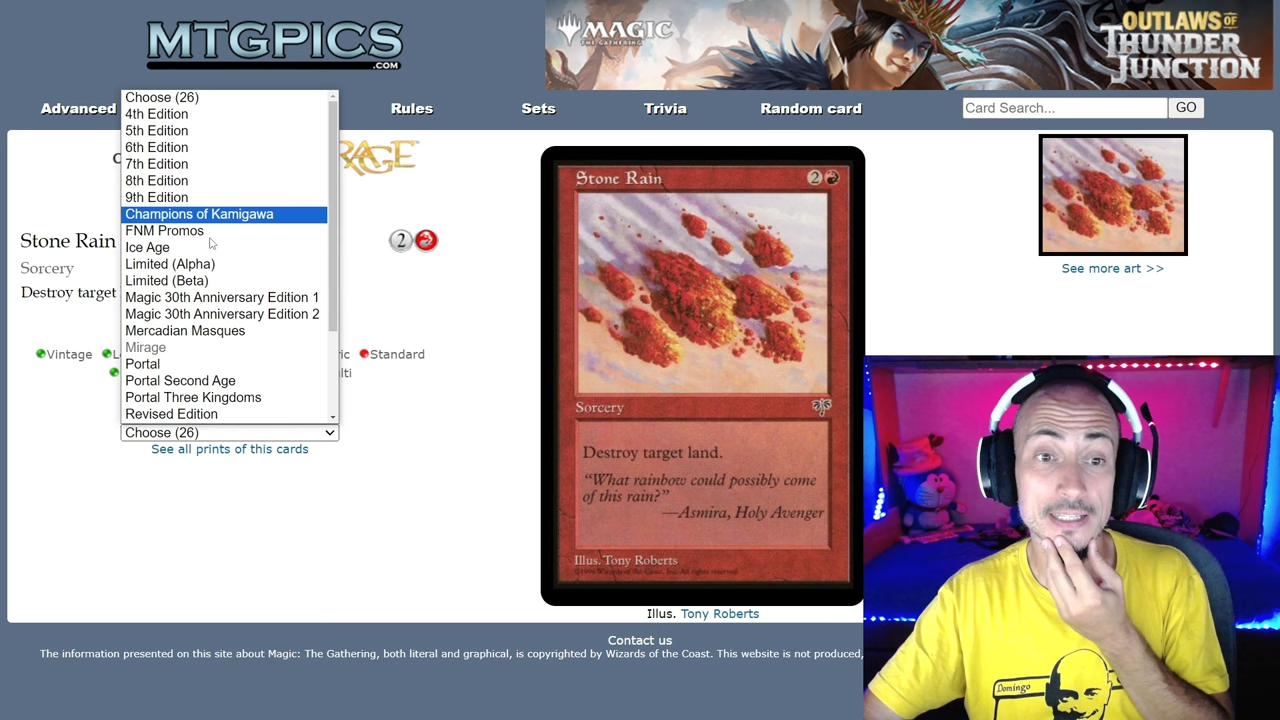 MTGPICS
.COM
MAGIC
THE GATHERING
OUTLAWS OF
THUNDER
JUNCTION
Advanced
Rules
Sets
Trivia
Random card
Card Search...
GO
Choose (26)
4th Edition
5th Edition
6th Edition
7th Edition
8th Edition
9th Edition
Champions of Kamigawa
FNM Promos
Ice Age
Limited (Alpha)
Limited (Beta)
Magic 30th Anniversary Edition 1
Magic 30th Anniversary Edition 2
Mercadian Masques
Mirage
Portal
Portal Second Age
Portal Three Kingdoms
Revised Edition
Choose (26)
See all prints of this cards
Stone Rain
2
Sorcery
Destroy target
Vintage
Standard
Stone Rain
2
Sorcery
Destroy target land.
“What rainbow could possibly come
of this rain?”
—Asmira, Holy Avenger
Illus. Tony Roberts
Illus. Tony Roberts
See more art >>
Contact us
The information presented on this site about Magic: The Gathering, both literal and graphical, is copyrighted by Wizards of the Coast. This website is not produced,
Domingo